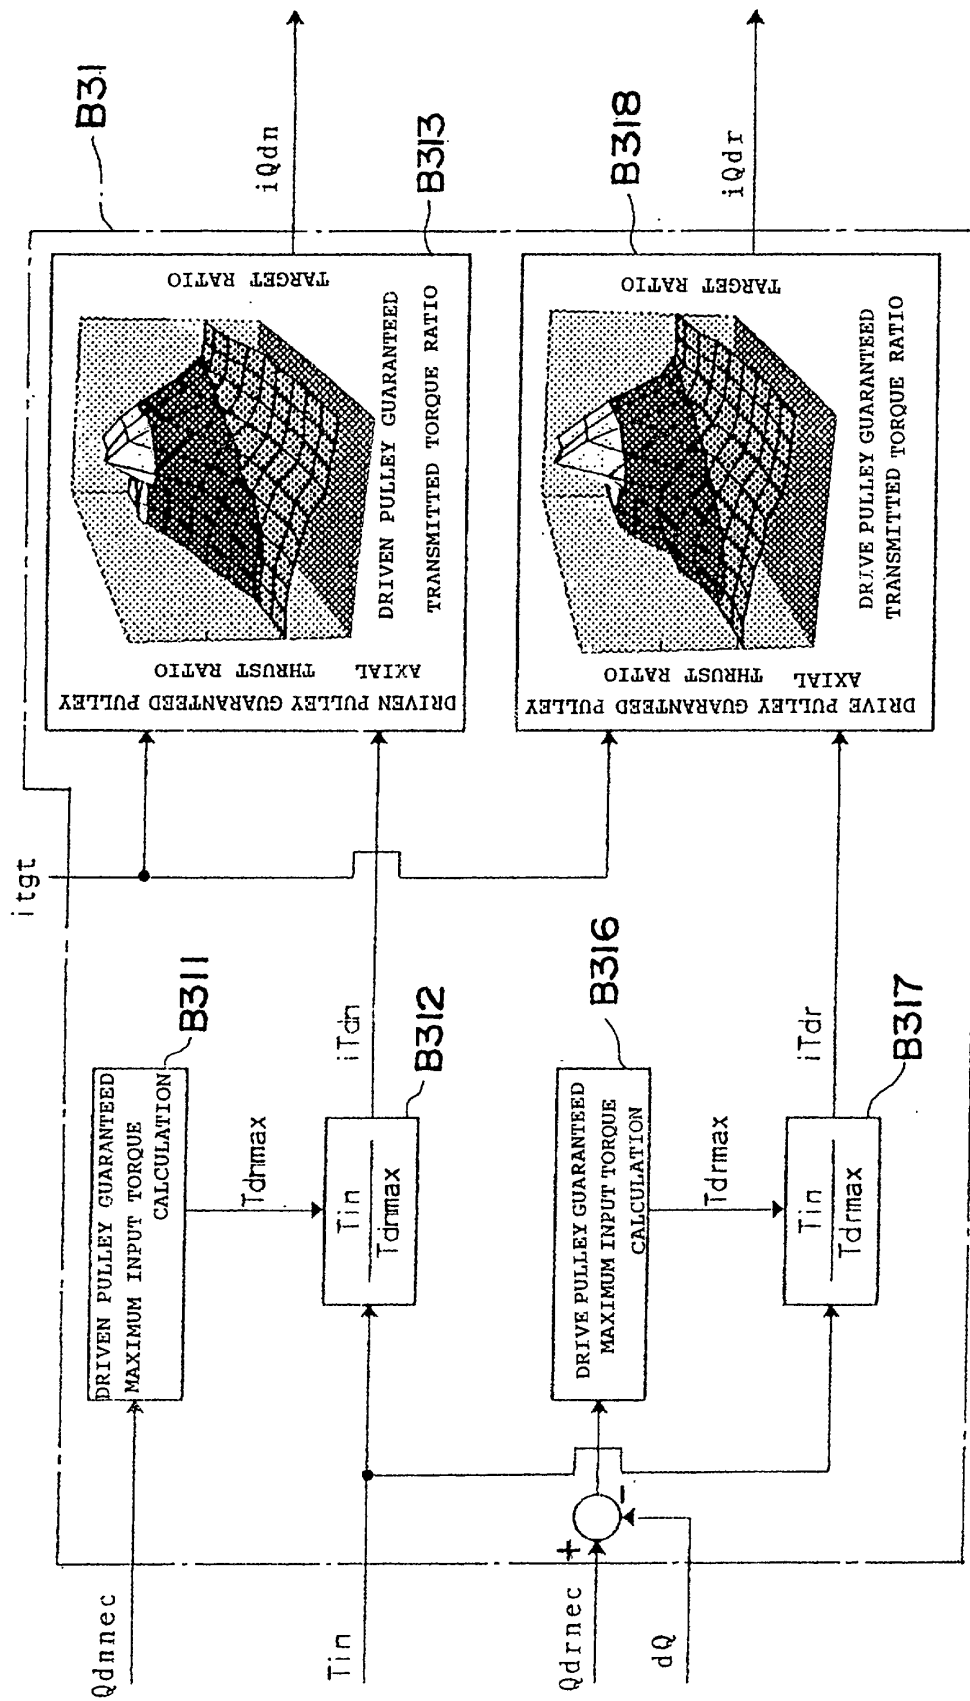 B31
iQdn
B313
iQdr
B318
TARGET RATIO
DRIVEN PULLEY GUARANTEED
TRANSMITTED TORQUE RATIO
DRIVEN PULLEY GUARANTEED PULLEY
AXIAL
THRUST RATIO
TARGET RATIO
DRIVE PULLEY GUARANTEED
TRANSMITTED TORQUE RATIO
DRIVE PULLEY GUARANTEED PULLEY
AXIAL
THRUST RATIO
itgt
B311
DRIVEN PULLEY GUARANTEED
MAXIMUM INPUT TORQUE
CALCULATION
Tdnmax
B312
Tin
Tdnmax
iTdn
B316
DRIVE PULLEY GUARANTEED
MAXIMUM INPUT TORQUE
CALCULATION
Tdrmax
B317
Tin
Tdrmax
iTdr
Qdnnec
Tin
+
-
Qdrnec
dQ